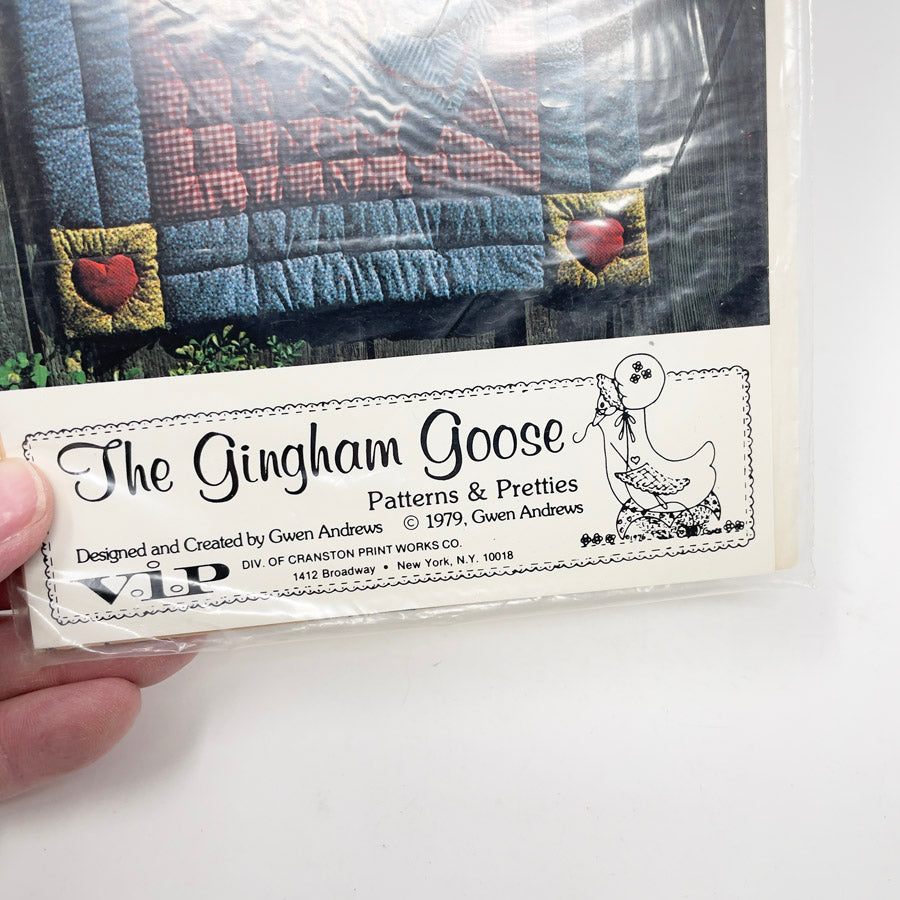 The Gingham Goose
Patterns & Pretties
Designed and Created by Gwen Andrews © 1979, Gwen Andrews
V.I.P DIV. OF CRANSTON PRINT WORKS CO.
1412 Broadway • New York, N.Y. 10018